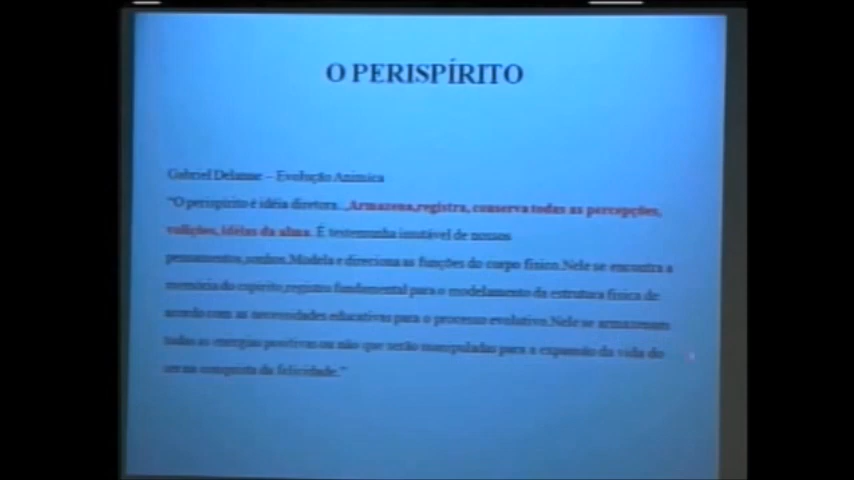 O PERISPÍRITO
Gabriel Delanne – Evolução Anímica
"O perispírito é idéia diretora. .Armazena,registra, conserva todas as percepções,
volições, idéias da alma. É testemunha imutável de nossos
pensamentos,sonhos.Modela e direciona as funções do corpo físico.Nele se encontra a
memória do espírito,registro fundamental para o modelamento da estrutura física de
acordo com as necessidades educativas para o processo evolutivo.Nele se armazenam
todas as energias positivas ou não que serão manipuladas para a expansão da vida do
ser na conquista da felicidade."